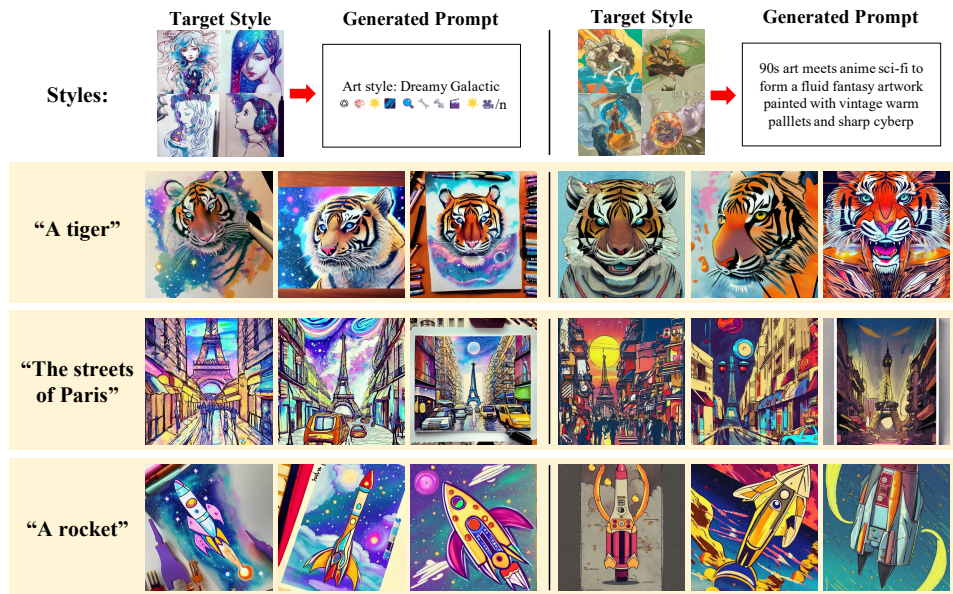 Target Style
Generated Prompt
Target Style
Generated Prompt
Styles:
Art style: Dreamy Galactic
/n
90s art meets anime sci-fi to
form a fluid fantasy artwork
painted with vintage warm
palllets and sharp cyberp
“A tiger”
“The streets
of Paris”
“A rocket”